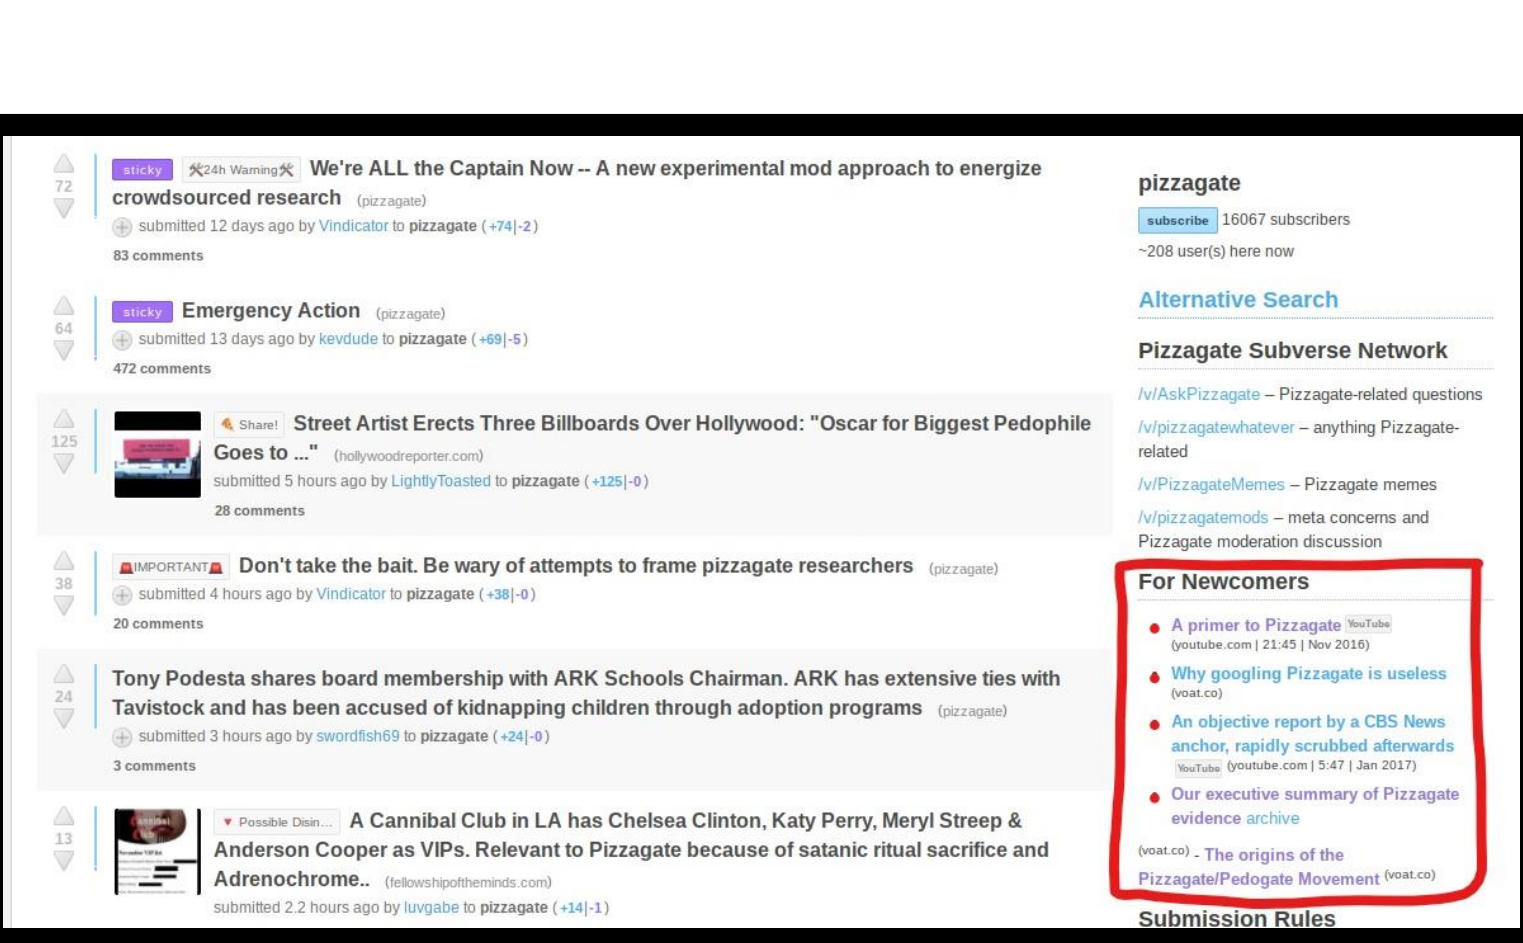 72
sticky 24h Warning We're ALL the Captain Now -- A new experimental mod approach to energize
crowdsourced research (pizzagate)
submitted 12 days ago by Vindicator to pizzagate (+74|-2)
83 comments
64
sticky Emergency Action (pizzagate)
submitted 13 days ago by kevdude to pizzagate (+69|-5)
472 comments
125
Share! Street Artist Erects Three Billboards Over Hollywood: "Oscar for Biggest Pedophile
Goes to ..." (hollywoodreporter.com)
submitted 5 hours ago by LightlyToasted to pizzagate (+125|-0)
28 comments
38
IMPORTANT Don't take the bait. Be wary of attempts to frame pizzagate researchers (pizzagate)
submitted 4 hours ago by Vindicator to pizzagate (+38|-0)
20 comments
24
Tony Podesta shares board membership with ARK Schools Chairman. ARK has extensive ties with
Tavistock and has been accused of kidnapping children through adoption programs (pizzagate)
submitted 3 hours ago by swordfish69 to pizzagate (+24|-0)
3 comments
13
Possible Disin... A Cannibal Club in LA has Chelsea Clinton, Katy Perry, Meryl Streep &
Anderson Cooper as VIPs. Relevant to Pizzagate because of satanic ritual sacrifice and
Adrenochrome.. (fellowshipoftheminds.com)
submitted 2.2 hours ago by luvgabe to pizzagate (+14|-1)
pizzagate
subscribe 16067 subscribers
~208 user(s) here now
Alternative Search
Pizzagate Subverse Network
/v/AskPizzagate – Pizzagate-related questions
/v/pizzagatewhatever – anything Pizzagate-
related
/v/PizzagateMemes – Pizzagate memes
/v/pizzagatemods – meta concerns and
Pizzagate moderation discussion
For Newcomers
A primer to Pizzagate YouTube
(youtube.com | 21:45 | Nov 2016)
Why googling Pizzagate is useless
(voat.co)
An objective report by a CBS News
anchor, rapidly scrubbed afterwards
YouTube (youtube.com | 5:47 | Jan 2017)
Our executive summary of Pizzagate
evidence archive
(voat.co) - The origins of the
Pizzagate/Pedogate Movement (voat.co)
Submission Rules